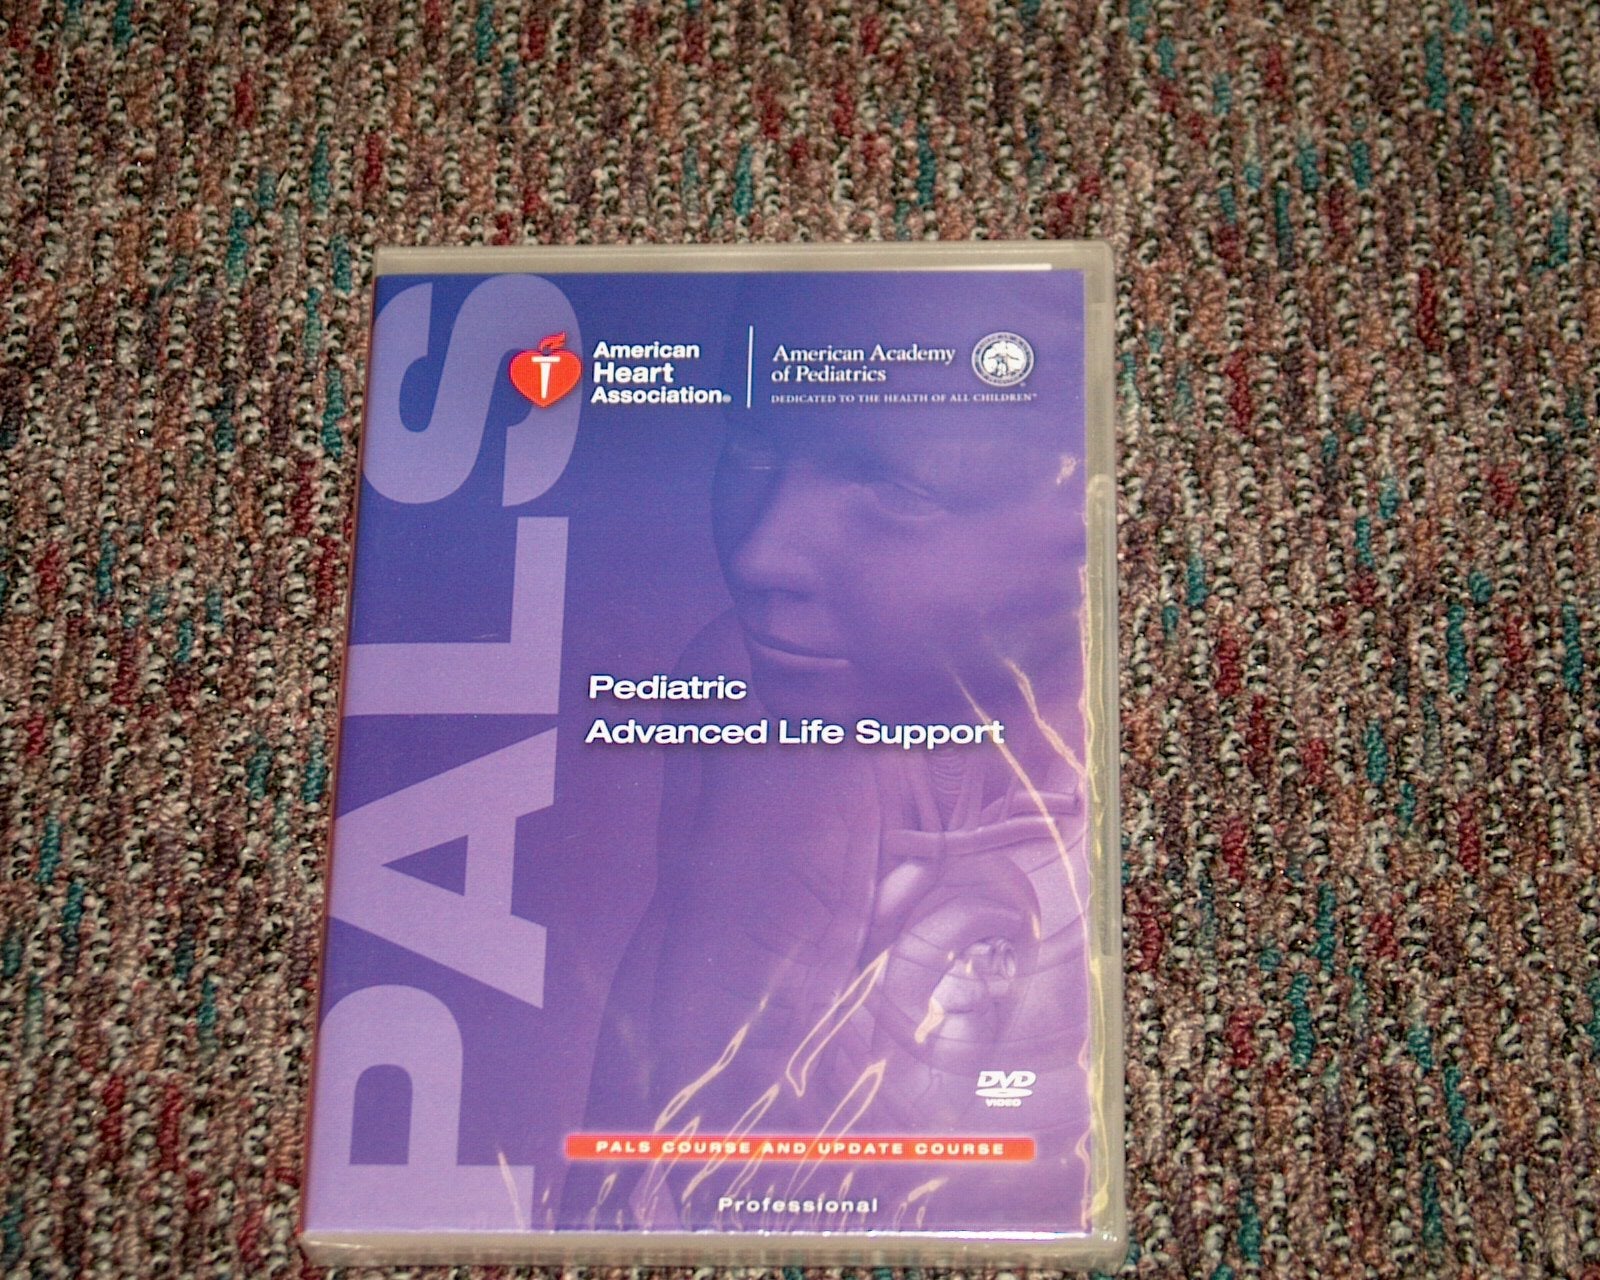 PALS
American
Heart
Association®
American Academy
of Pediatrics
DEDICATED TO THE HEALTH OF ALL CHILDREN™
Pediatric
Advanced Life Support
DVD
VIDEO
PALS COURSE AND UPDATE COURSE
Professional